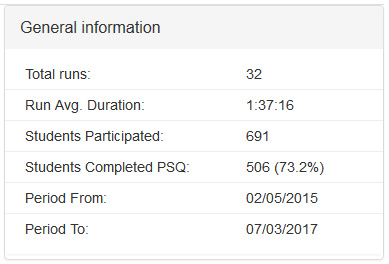 General information
Total runs: 32
Run Avg. Duration: 1:37:16
Students Participated: 691
Students Completed PSQ: 506 (73.2%)
Period From: 02/05/2015
Period To: 07/03/2017